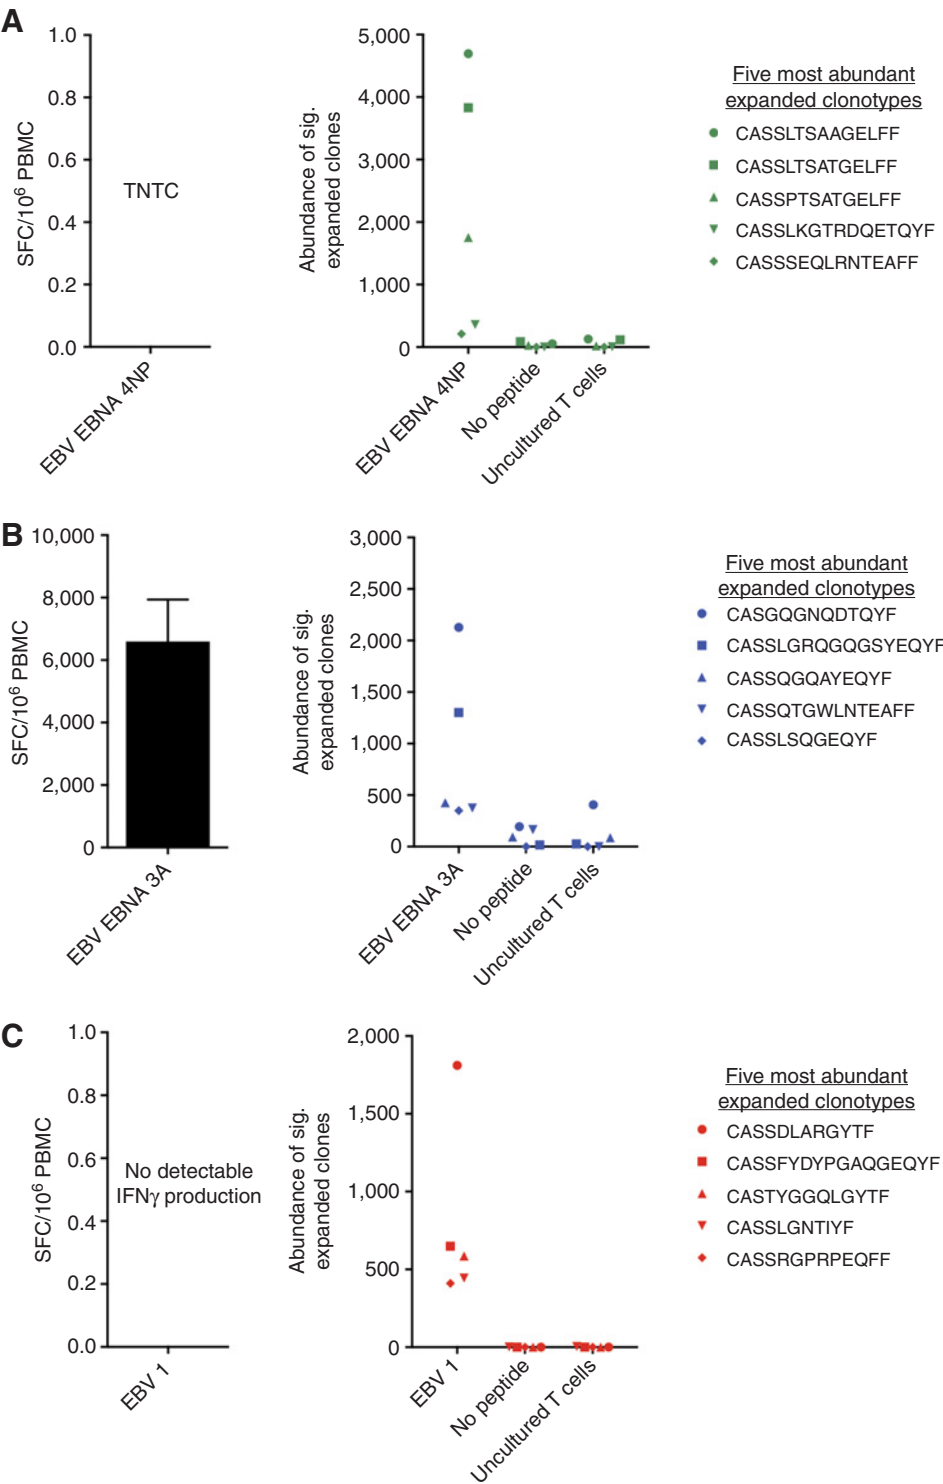 A
SFC/10⁶ PBMC
1.0
0.8
0.6
0.4
0.2
0.0
TNTC
EBV EBNA 4NP
Abundance of sig.
expanded clones
5,000
4,000
3,000
2,000
1,000
0
EBV EBNA 4NP
No peptide
Uncultured T cells
Five most abundant
expanded clonotypes
CASSLTSAAGELFF
CASSLTSATGELFF
CASSPTSATGELFF
CASSLKGTRDQETQYF
CASSSEQLRNTEAFF
B
SFC/10⁶ PBMC
10,000
8,000
6,000
4,000
2,000
0
EBV EBNA 3A
Abundance of sig.
expanded clones
3,000
2,500
2,000
1,500
1,000
500
0
EBV EBNA 3A
No peptide
Uncultured T cells
Five most abundant
expanded clonotypes
CASGQGNQDTQYF
CASSLGRQGQGSYEQYF
CASSQGQAYEQYF
CASSQTGWLNTEAFF
CASSLSQGEQYF
C
SFC/10⁶ PBMC
1.0
0.8
0.6
0.4
0.2
0.0
No detectable
IFNγ production
EBV 1
Abundance of sig.
expanded clones
2,000
1,500
1,000
500
0
EBV 1
No peptide
Uncultured T cells
Five most abundant
expanded clonotypes
CASSDLARGYTF
CASSFYDYPGAQGEQYF
CASTYGGQLGYTF
CASSLGNTIYF
CASSRGPRPEQFF